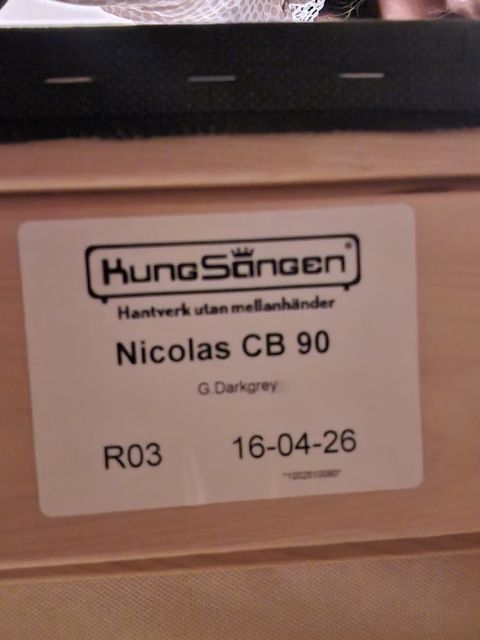 KungSängen®
Hantverk utan mellanhänder
Nicolas CB 90
G.Darkgrey
R03 16-04-26